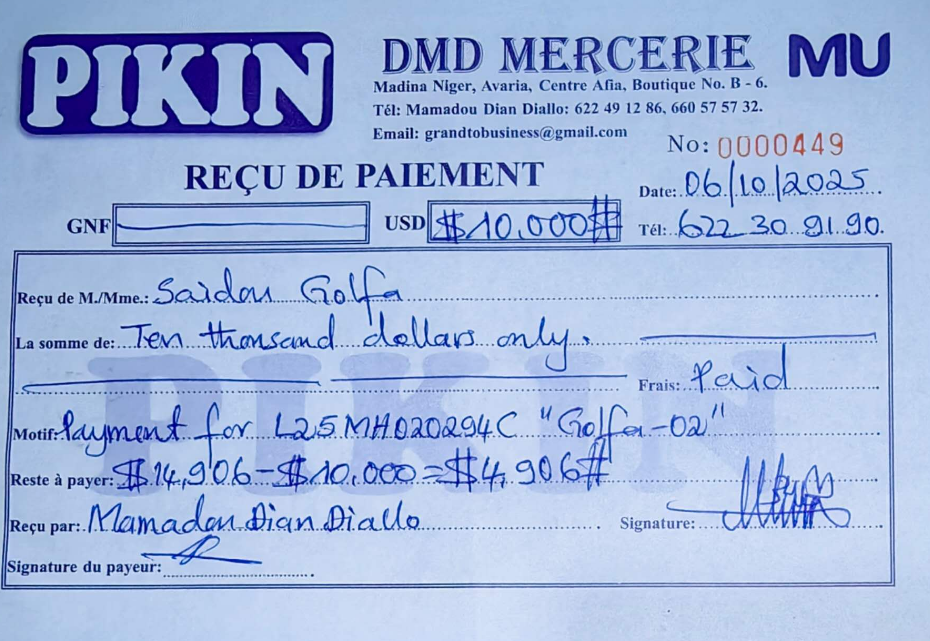 PIKIN
DMD MERCERIE
MU
Madina Niger, Avaria, Centre Afia, Boutique No. B - 6.
Tél: Mamadou Dian Diallo: 622 49 12 86, 660 57 57 32.
Email: grandtobusiness@gmail.com
No: 0000449
REÇU DE PAIEMENT
Date: 06/10/2025
GNF
USD $10,000#
Tél: 622 30 91 90.
Reçu de M./Mme.: Saidou Golfa
La somme de: Ten thousand dollars only.
Frais: Paid
Motif: Payment for L25MH020294C "Golfa-02"
Reste à payer: $14,906-$10,000=$4,906#
Reçu par: Mamadou Dian Diallo
Signature:
Signature du payeur:
PIKIN